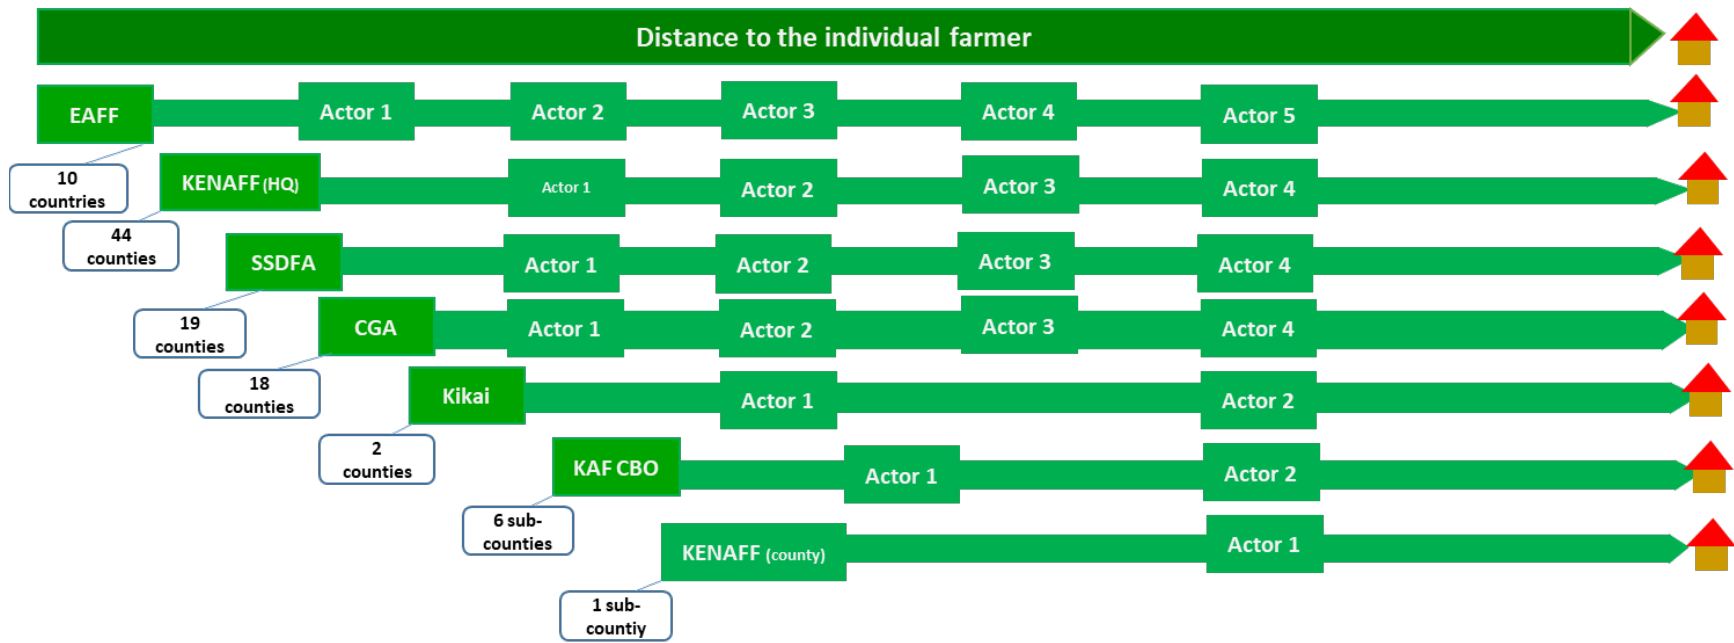 Distance to the individual farmer
EAFF
Actor 1
Actor 2
Actor 3
Actor 4
Actor 5
10
countries
KENAFF (HQ)
Actor 1
Actor 2
Actor 3
Actor 4
44
counties
SSDFA
Actor 1
Actor 2
Actor 3
Actor 4
19
counties
CGA
Actor 1
Actor 2
Actor 3
Actor 4
18
counties
Kikai
Actor 1
Actor 2
2
counties
KAF CBO
Actor 1
Actor 2
6 sub-
counties
KENAFF (county)
Actor 1
1 sub-
countiy